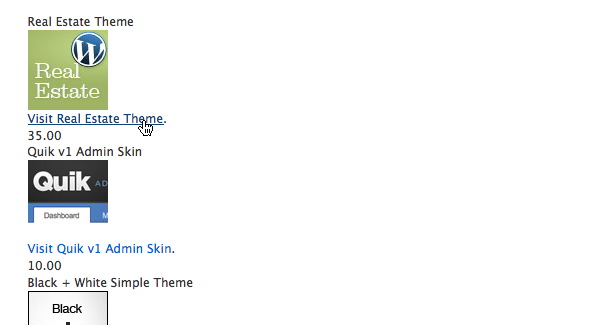 Real Estate Theme
W
Real
Estate
Visit Real Estate Theme.
35.00
Quik v1 Admin Skin
Quik AD
Dashboard M
Visit Quik v1 Admin Skin.
10.00
Black + White Simple Theme
Black